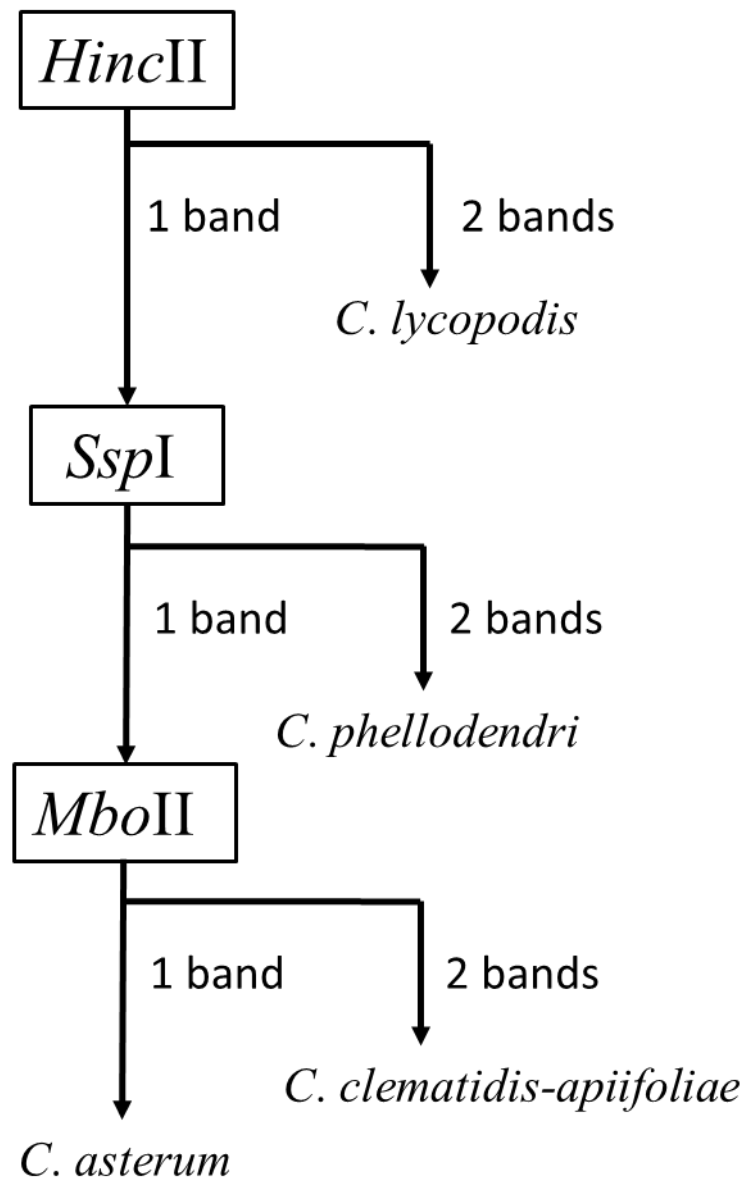 HincII
1 band
2 bands
C. lycopodis
SspI
1 band
2 bands
C. phellodendri
MboII
1 band
2 bands
C. clematidis-apiifoliae
C. asterum